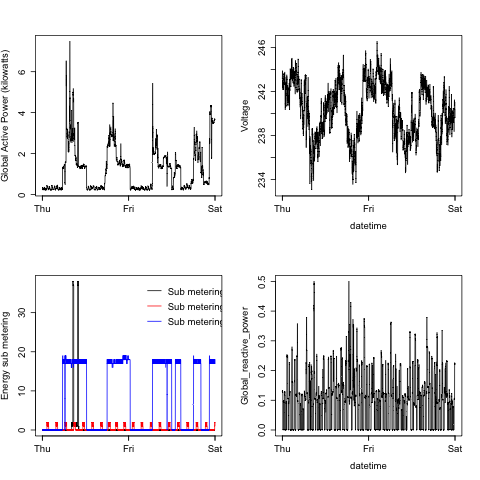 Global Active Power (kilowatts)
0 2 4 6
Thu Fri Sat
Voltage
234 238 242 246
Thu Fri Sat
datetime
Energy sub metering
0 10 20 30
Thu Fri Sat
Sub metering
Sub metering
Sub metering
Global_reactive_power
0.0 0.1 0.2 0.3 0.4 0.5
Thu Fri Sat
datetime